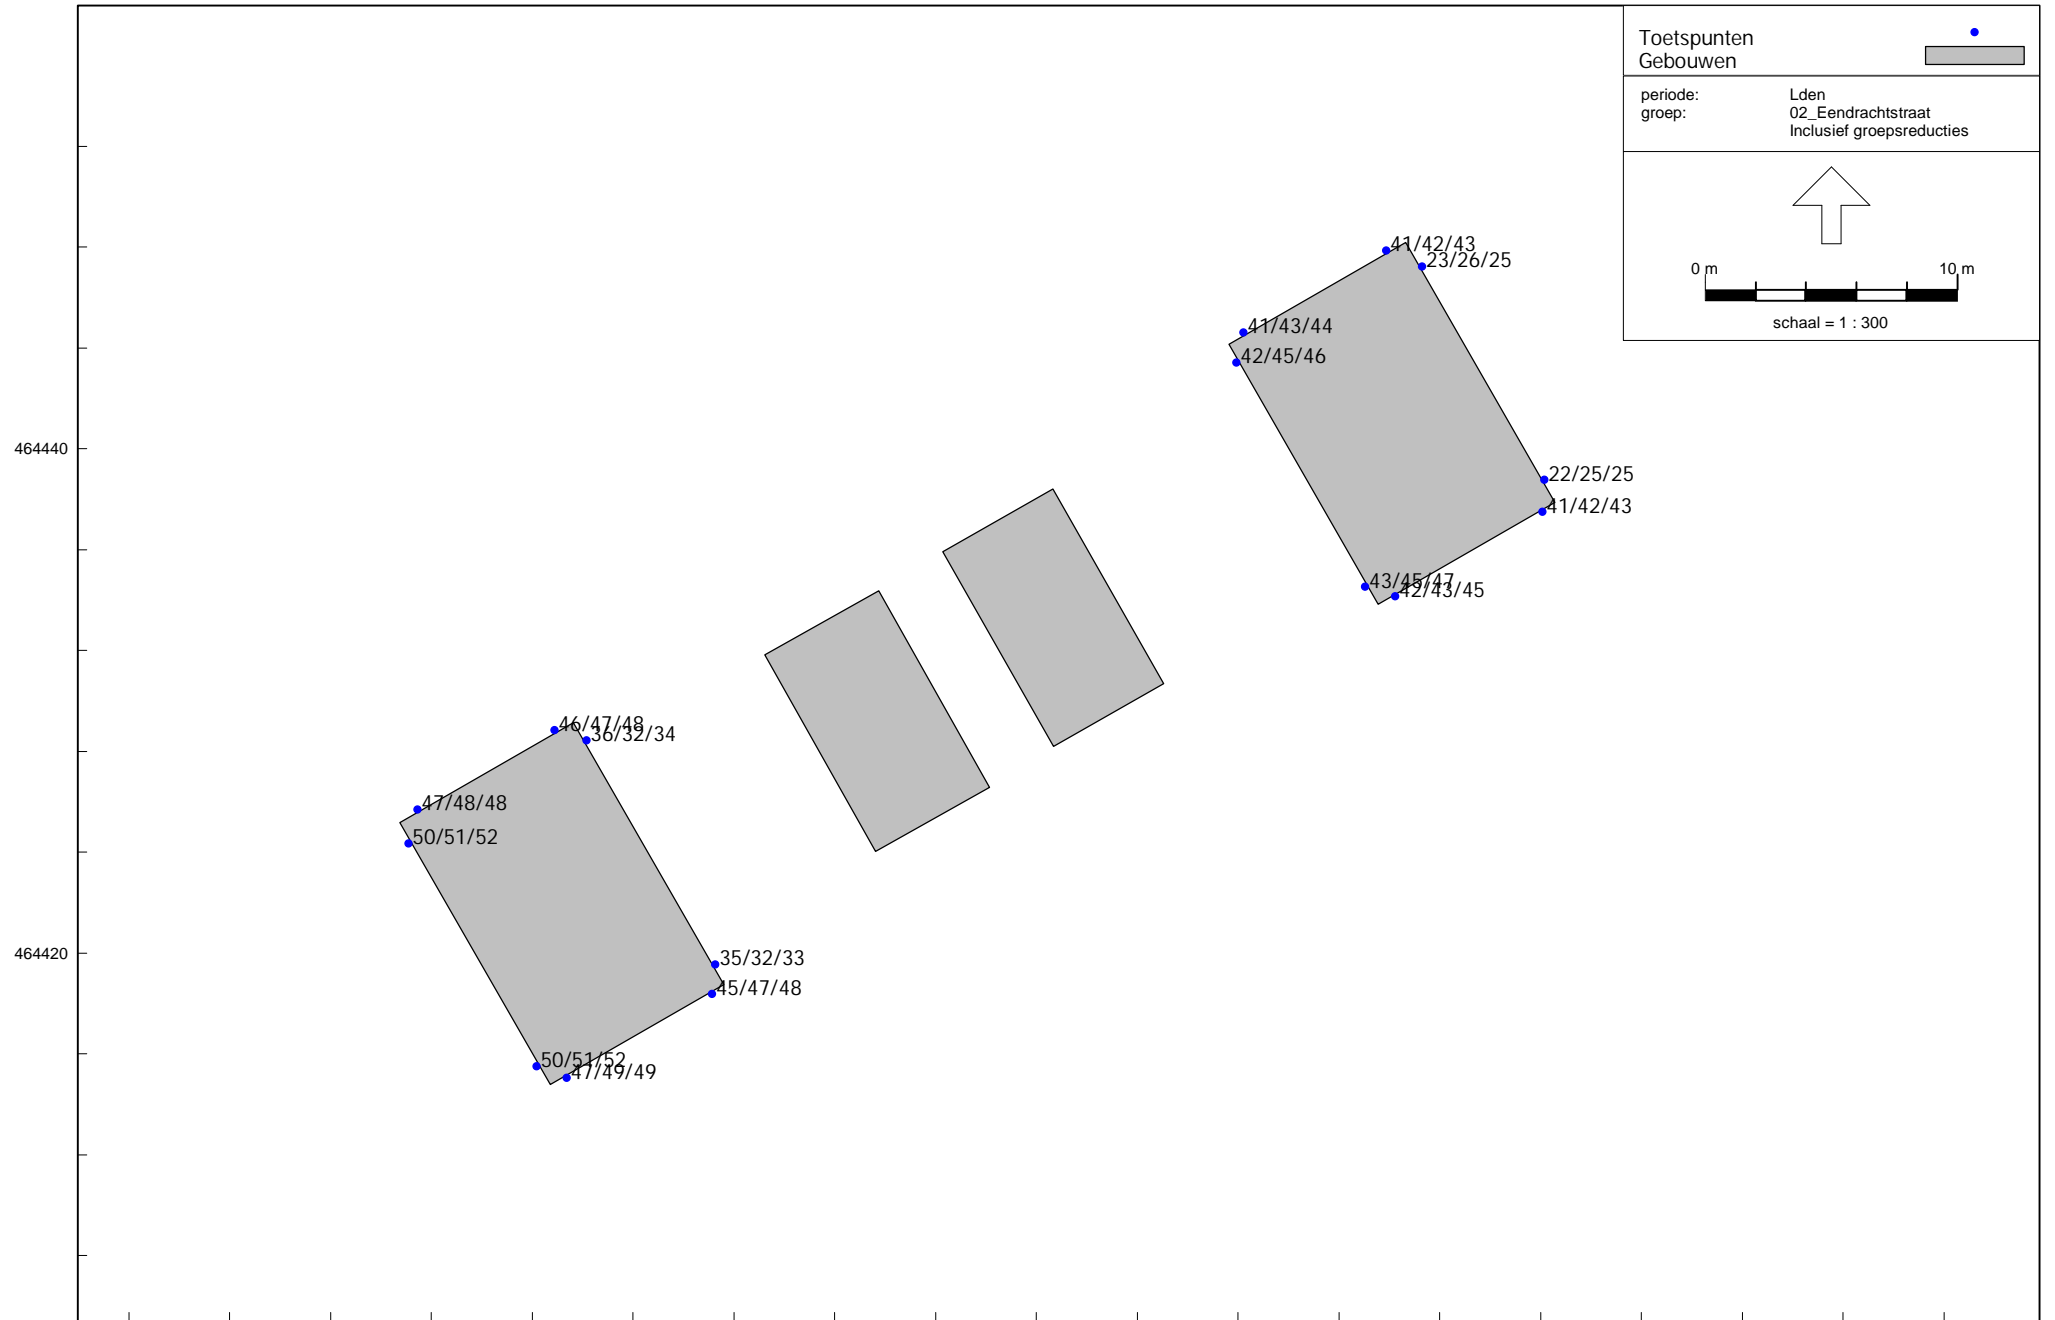 Toetspunten
Gebouwen
periode: Lden
groep: 02_Eendrachtstraat
Inclusief groepsreducties
0 m 10 m
schaal = 1 : 300
41/42/43
23/26/25
41/43/44
42/45/46
464440
22/25/25
41/42/43
43/45/47
42/43/45
46/47/48
36/32/34
47/48/48
50/51/52
464420
35/32/33
45/47/48
50/51/52
47/49/49